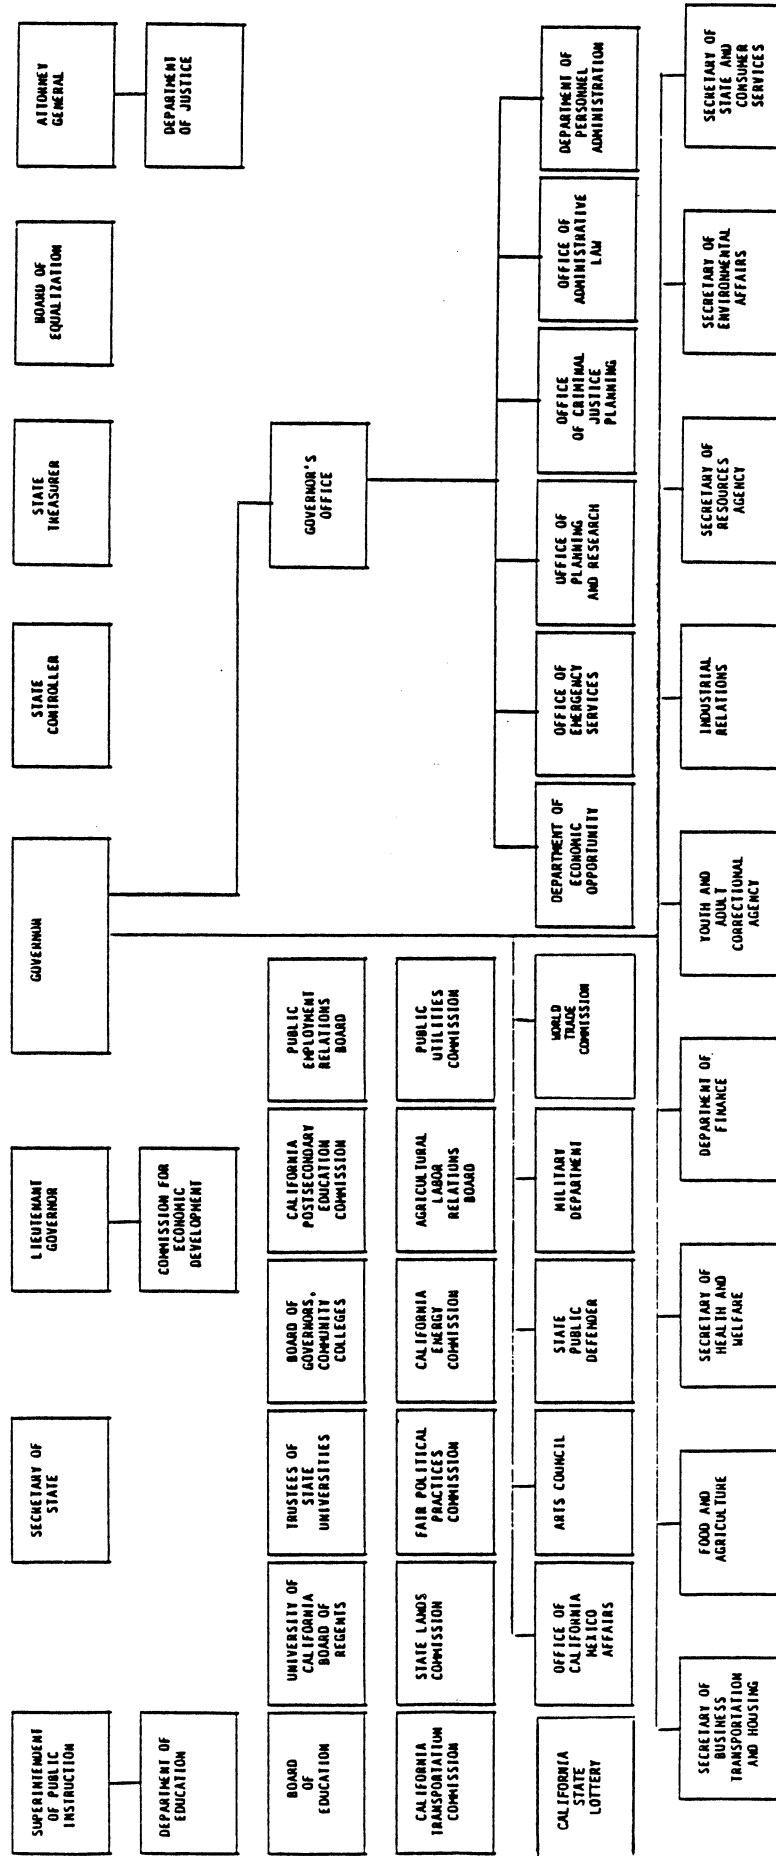 SUPERINTENDENT
OF PUBLIC
INSTRUCTION
SECRETARY OF
STATE
LIEUTENANT
GOVERNOR
GOVERNOR
STATE
CONTROLLER
STATE
TREASURER
BOARD OF
EQUALIZATION
ATTORNEY
GENERAL
DEPARTMENT OF
EDUCATION
COMMISSION FOR
ECONOMIC
DEVELOPMENT
DEPARTMENT
OF JUSTICE
BOARD
OF
EDUCATION
UNIVERSITY OF
CALIFORNIA
BOARD OF
REGENTS
TRUSTEES OF
STATE
UNIVERSITIES
BOARD OF
GOVERNORS,
COMMUNITY
COLLEGES
CALIFORNIA
POSTSECONDARY
EDUCATION
COMMISSION
PUBLIC
EMPLOYMENT
RELATIONS
BOARD
GOVERNOR'S
OFFICE
CALIFORNIA
TRANSPORTATION
COMMISSION
STATE LANDS
COMMISSION
FAIR POLITICAL
PRACTICES
COMMISSION
CALIFORNIA
ENERGY
COMMISSION
AGRICULTURAL
LABOR
RELATIONS
BOARD
PUBLIC
UTILITIES
COMMISSION
CALIFORNIA
STATE
LOTTERY
OFFICE OF
CALIFORNIA
MEXICO
AFFAIRS
ARTS COUNCIL
STATE
PUBLIC
DEFENDER
MILITARY
DEPARTMENT
WORLD
TRADE
COMMISSION
DEPARTMENT OF
ECONOMIC
OPPORTUNITY
OFFICE OF
EMERGENCY
SERVICES
OFFICE OF
PLANNING
AND RESEARCH
OFFICE
OF CRIMINAL
JUSTICE
PLANNING
OFFICE OF
ADMINISTRATIVE
LAW
DEPARTMENT OF
PERSONNEL
ADMINISTRATION
SECRETARY OF
BUSINESS
TRANSPORTATION
AND HOUSING
FOOD AND
AGRICULTURE
SECRETARY OF
HEALTH AND
WELFARE
DEPARTMENT OF
FINANCE
YOUTH AND
ADULT
CORRECTIONAL
AGENCY
INDUSTRIAL
RELATIONS
SECRETARY OF
RESOURCES
AGENCY
SECRETARY OF
ENVIRONMENTAL
AFFAIRS
SECRETARY OF
STATE AND
CONSUMER
SERVICES